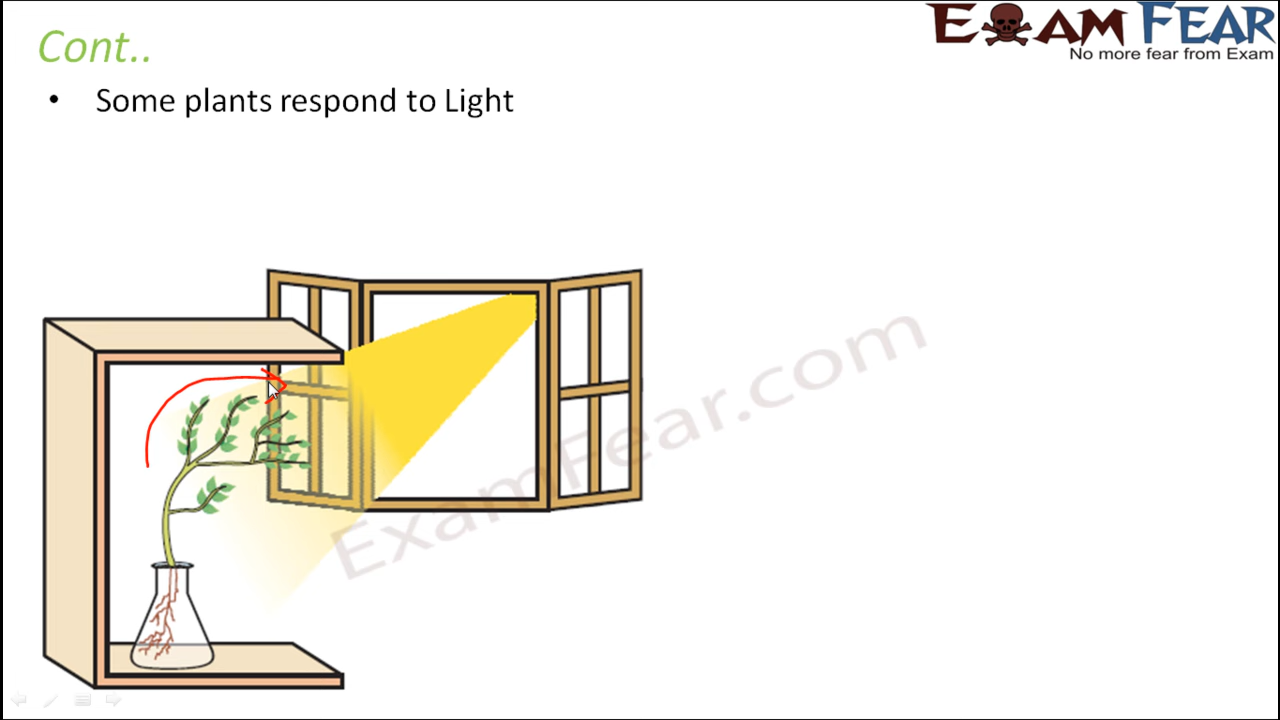 Cont..
EXAM FEAR
No more fear from Exam
• Some plants respond to Light
ExamFear.com